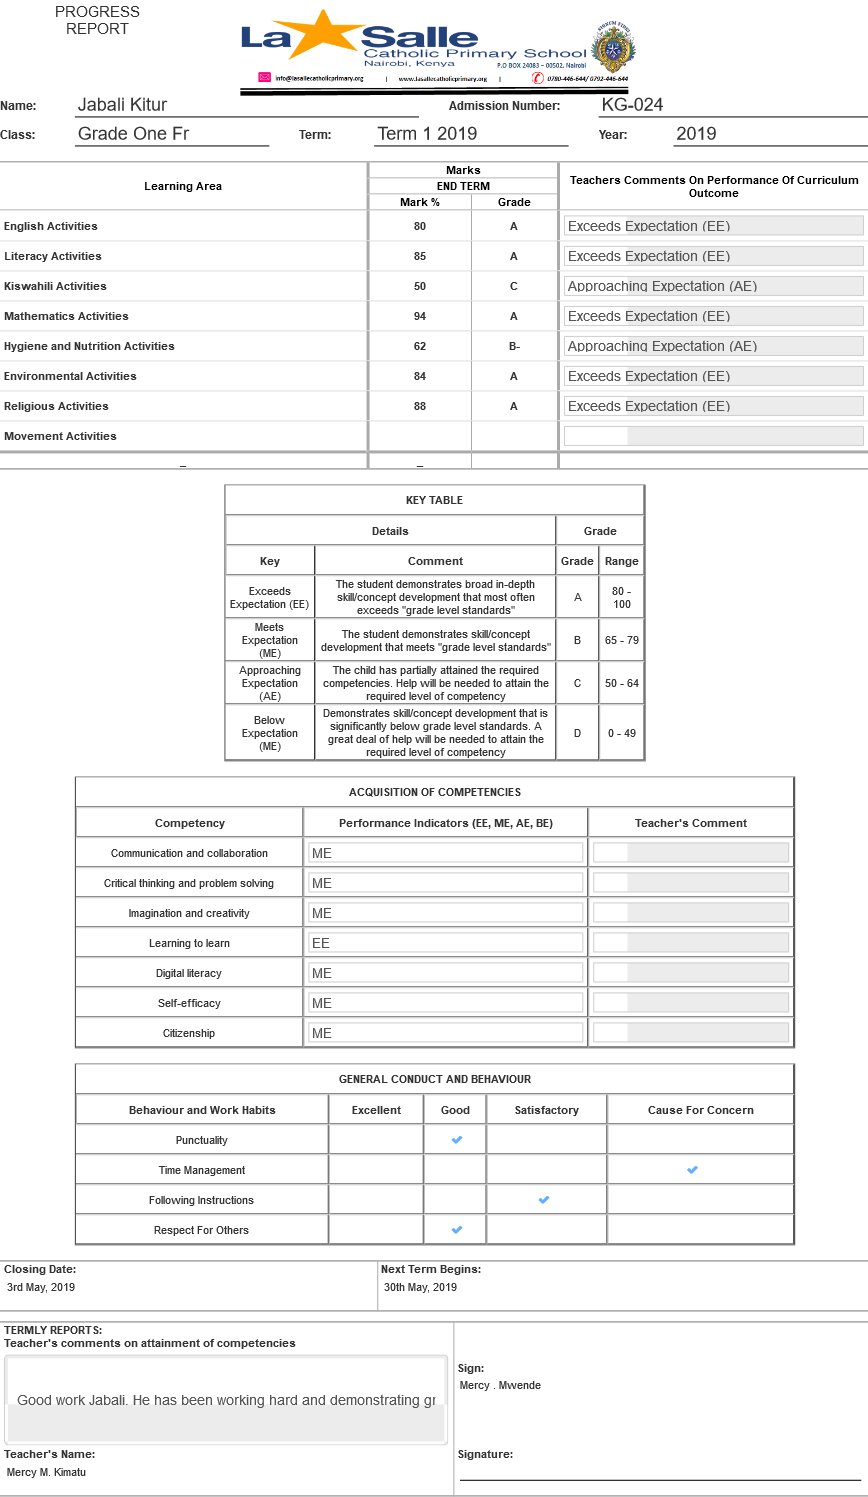 PROGRESS
REPORT
La Salle
Catholic Primary School
Nairobi, Kenya
P.O BOX 24083 – 00502, Nairobi
info@lasallecatholicprimary.org | www.lasallecatholicprimary.org | 0780-446-644/ 0792-446-644
Name: Jabali Kitur Admission Number: KG-024
Class: Grade One Fr Term: Term 1 2019 Year: 2019
Learning Area Marks Teachers Comments On Performance Of Curriculum Outcome
END TERM
Mark % Grade
English Activities 80 A Exceeds Expectation (EE)
Literacy Activities 85 A Exceeds Expectation (EE)
Kiswahili Activities 50 C Approaching Expectation (AE)
Mathematics Activities 94 A Exceeds Expectation (EE)
Hygiene and Nutrition Activities 62 B- Approaching Expectation (AE)
Environmental Activities 84 A Exceeds Expectation (EE)
Religious Activities 88 A Exceeds Expectation (EE)
Movement Activities
– –
KEY TABLE
Details Grade
Key Comment Grade Range
Exceeds
Expectation (EE)
The student demonstrates broad in-depth
skill/concept development that most often
exceeds "grade level standards"
A
80 -
100
Meets
Expectation
(ME)
The student demonstrates skill/concept
development that meets "grade level standards"
B
65 - 79
Approaching
Expectation
(AE)
The child has partially attained the required
competencies. Help will be needed to attain the
required level of competency
C
50 - 64
Below
Expectation
(ME)
Demonstrates skill/concept development that is
significantly below grade level standards. A
great deal of help will be needed to attain the
required level of competency
D
0 - 49
ACQUISITION OF COMPETENCIES
Competency Performance Indicators (EE, ME, AE, BE) Teacher's Comment
Communication and collaboration ME
Critical thinking and problem solving ME
Imagination and creativity ME
Learning to learn EE
Digital literacy ME
Self-efficacy ME
Citizenship ME
GENERAL CONDUCT AND BEHAVIOUR
Behaviour and Work Habits Excellent Good Satisfactory Cause For Concern
Punctuality ✓
Time Management ✓
Following Instructions ✓
Respect For Others ✓
Closing Date: Next Term Begins:
3rd May, 2019 30th May, 2019
TERMLY REPORTS:
Teacher's comments on attainment of competencies
Good work Jabali. He has been working hard and demonstrating gr
Sign:
Mercy . Mwende
Teacher's Name: Signature:
Mercy M. Kimatu